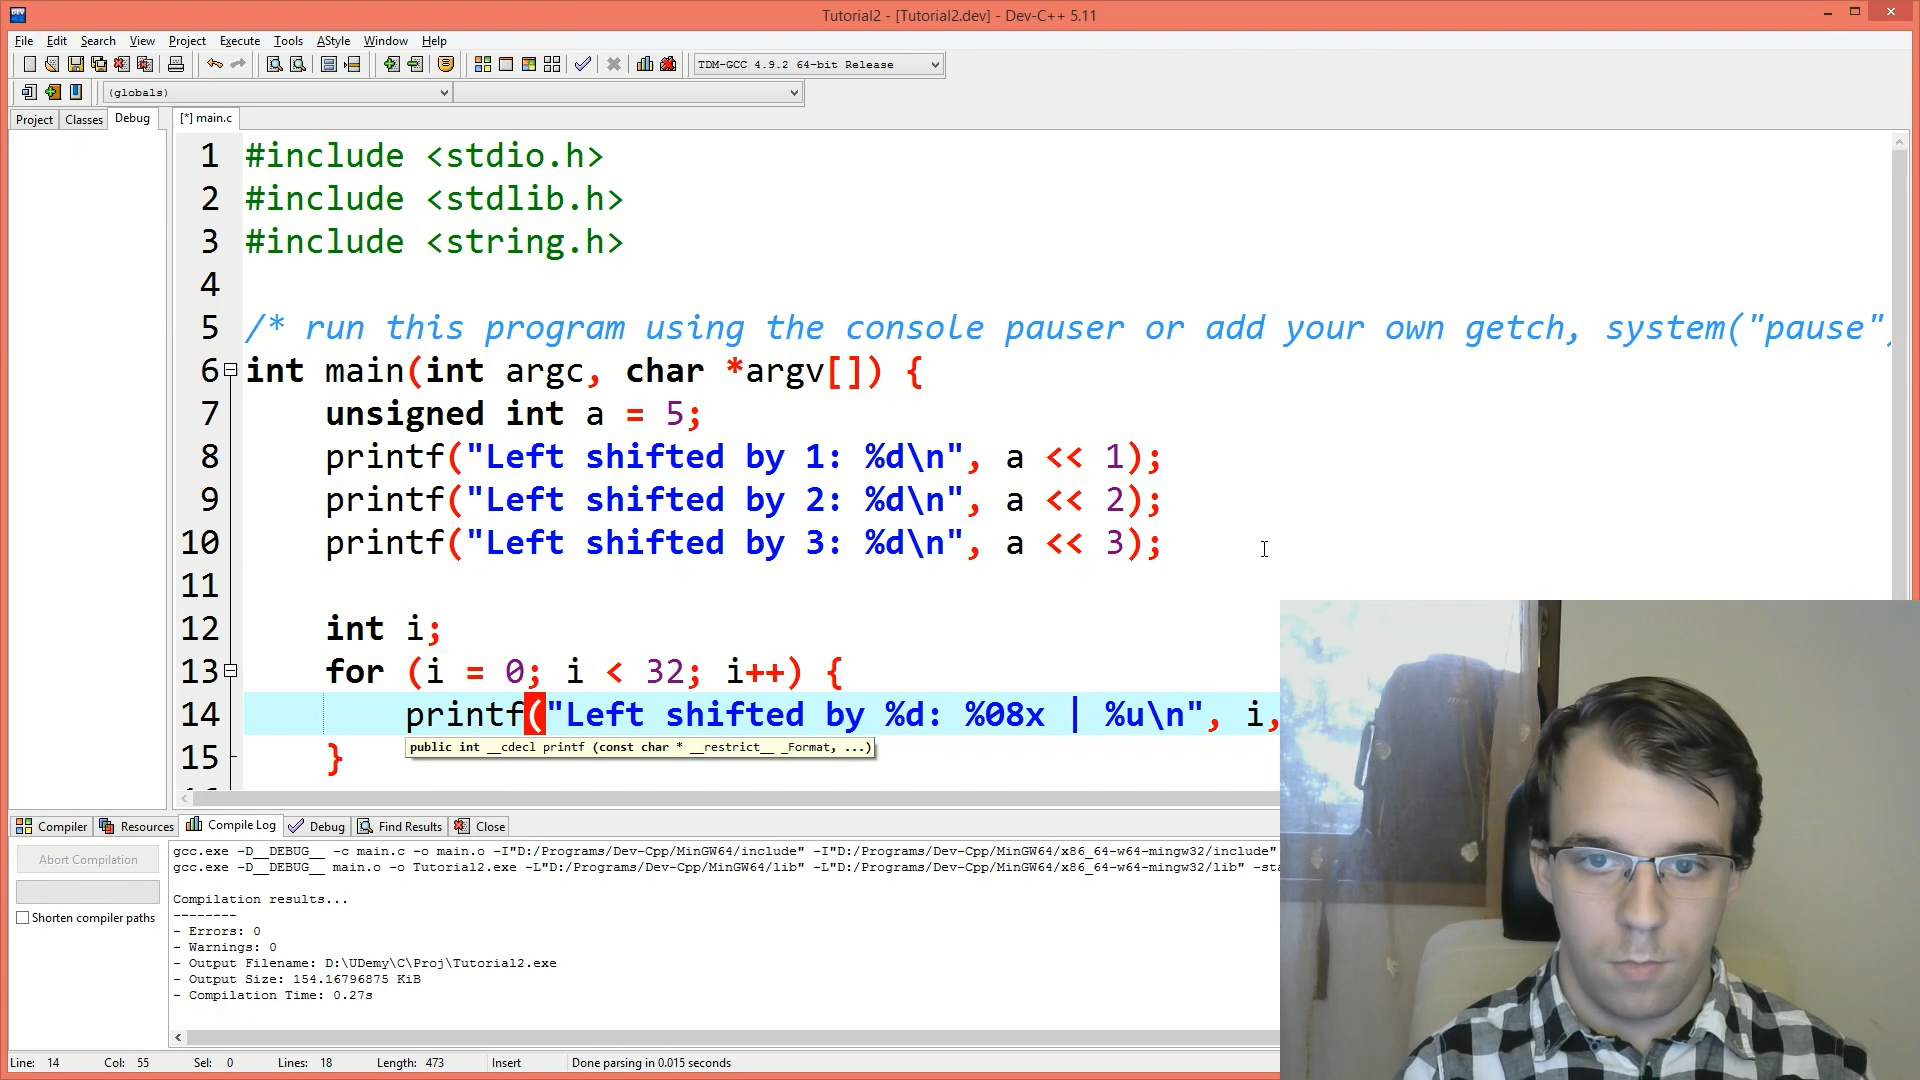 Tutorial2 - [Tutorial2.dev] - Dev-C++ 5.11
File Edit Search View Project Execute Tools AStyle Window Help
TDM-GCC 4.9.2 64-bit Release
(globals)
Project Classes Debug [*] main.c
1 #include <stdio.h>
2 #include <stdlib.h>
3 #include <string.h>
4
5 /* run this program using the console pauser or add your own getch, system("pause")
6 int main(int argc, char *argv[]) {
7 unsigned int a = 5;
8 printf("Left shifted by 1: %d\n", a << 1);
9 printf("Left shifted by 2: %d\n", a << 2);
10 printf("Left shifted by 3: %d\n", a << 3);
11
12 int i;
13 for (i = 0; i < 32; i++) {
14 printf("Left shifted by %d: %08x | %u\n", i,
public int __cdecl printf (const char * __restrict__ _Format, ...)
15 }
Compiler Resources Compile Log Debug Find Results Close
Abort Compilation
Shorten compiler paths
gcc.exe -D__DEBUG__ -c main.c -o main.o -I"D:/Programs/Dev-Cpp/MinGW64/include" -I"D:/Programs/Dev-Cpp/MinGW64/x86_64-w64-mingw32/include"
gcc.exe -D__DEBUG__ main.o -o Tutorial2.exe -L"D:/Programs/Dev-Cpp/MinGW64/lib" -L"D:/Programs/Dev-Cpp/MinGW64/x86_64-w64-mingw32/lib" -sta
Compilation results...
--------
- Errors: 0
- Warnings: 0
- Output Filename: D:\UDemy\C\Proj\Tutorial2.exe
- Output Size: 154.16796875 KiB
- Compilation Time: 0.27s
Line: 14 Col: 55 Sel: 0 Lines: 18 Length: 473 Insert Done parsing in 0.015 seconds